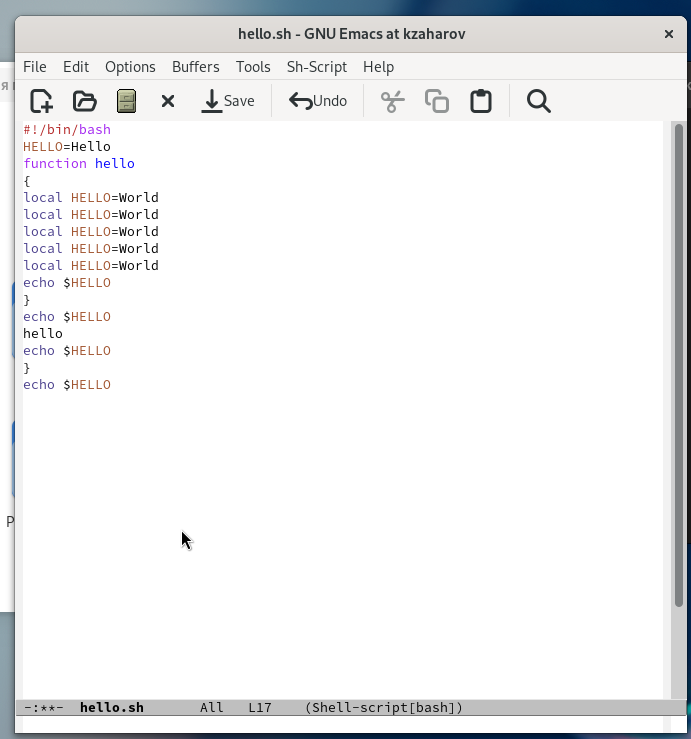 hello.sh - GNU Emacs at kzaharov
File Edit Options Buffers Tools Sh-Script Help
Save Undo
#!/bin/bash
HELLO=Hello
function hello
{
local HELLO=World
local HELLO=World
local HELLO=World
local HELLO=World
local HELLO=World
echo $HELLO
}
echo $HELLO
hello
echo $HELLO
}
echo $HELLO
-:**- hello.sh All L17 (Shell-script[bash])